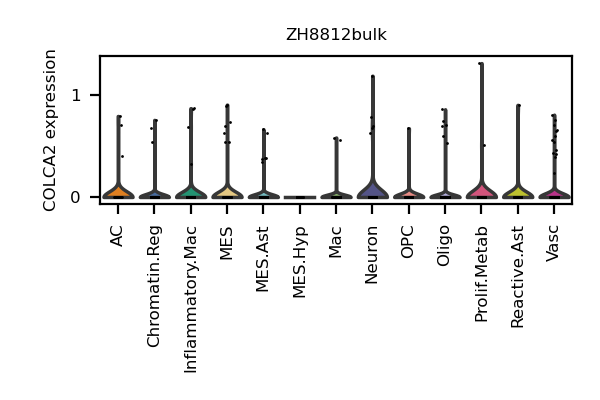 ZH8812bulk
COLCA2 expression
1
0
AC
Chromatin.Reg
Inflammatory.Mac
MES
MES.Ast
MES.Hyp
Mac
Neuron
OPC
Oligo
Prolif.Metab
Reactive.Ast
Vasc